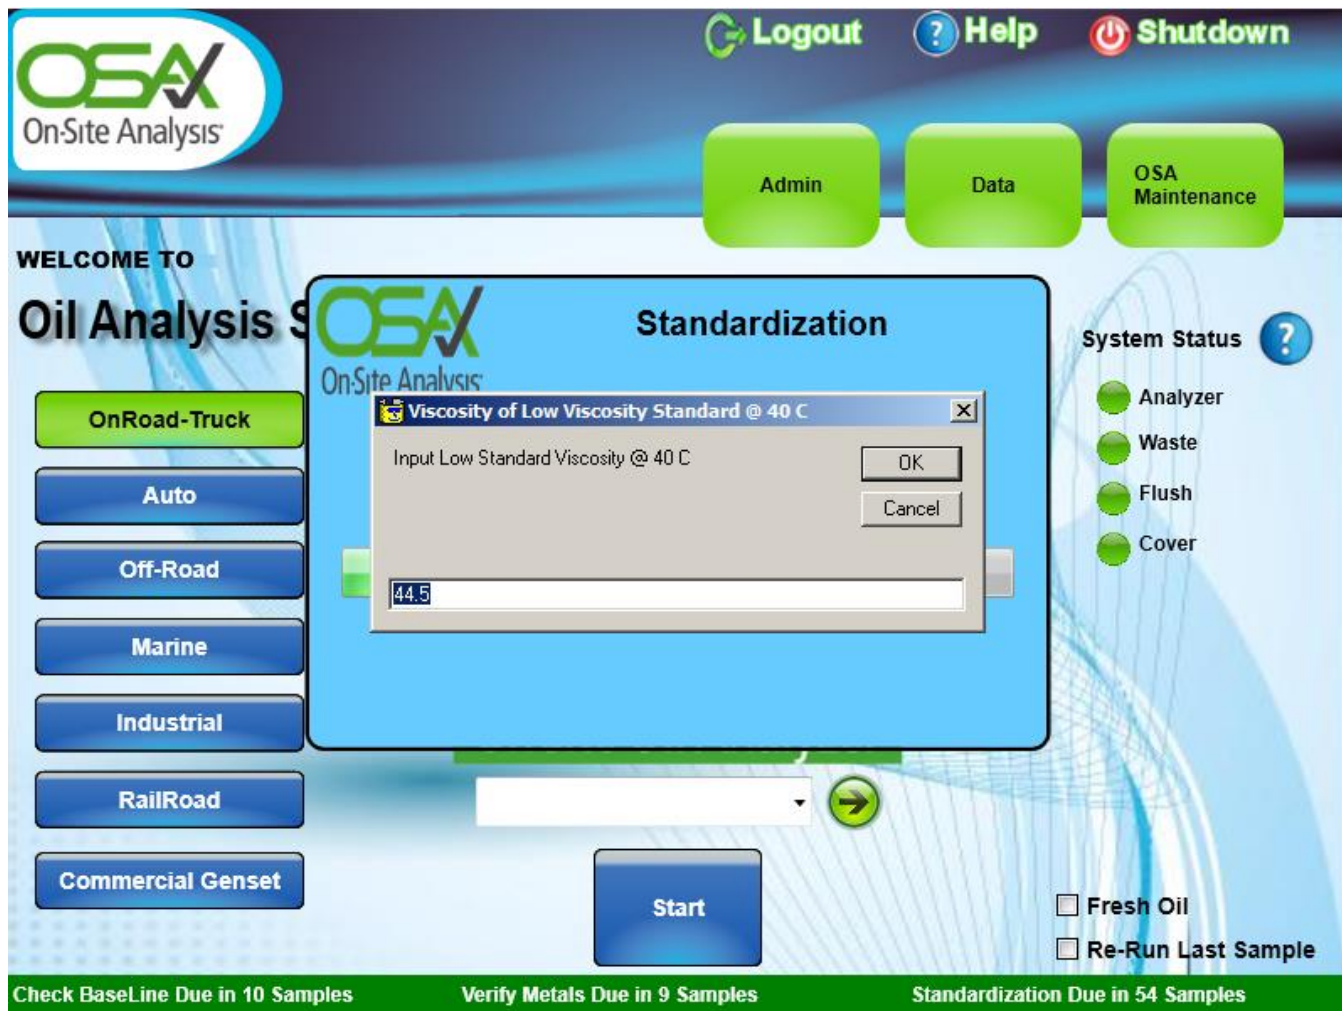 Logout
Help
Shutdown
OSA
On-Site Analysis
Admin
Data
OSA
Maintenance
WELCOME TO
Oil Analysis S
OSA
On-Site Analysis
Standardization
System Status
?
Analyzer
Waste
Flush
Cover
OnRoad-Truck
Auto
Off-Road
Marine
Industrial
RailRoad
Commercial Genset
Viscosity of Low Viscosity Standard @ 40 C
Input Low Standard Viscosity @ 40 C
OK
Cancel
44.5
Start
Fresh Oil
Re-Run Last Sample
Check BaseLine Due in 10 Samples
Verify Metals Due in 9 Samples
Standardization Due in 54 Samples